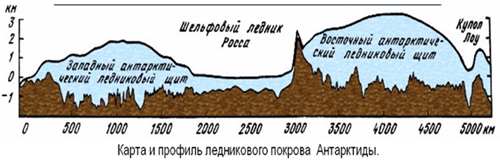 км
3
2
1
0
−1
Шельфовый ледник
Росса
Западный антаркти-
ческий ледниковый щит
Восточный антарктиче-
ский ледниковый щит
Купол
Лоу
0 500 1000 1500 2000 2500 3000 3500 4000 4500 5000 км
Карта и профиль ледникового покрова Антарктиды.